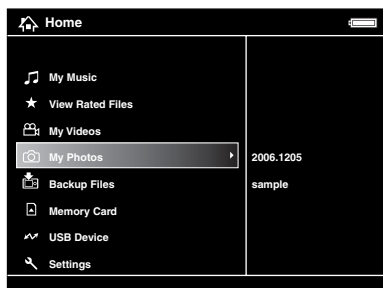 Home
My Music
View Rated Files
My Videos
My Photos 2006.1205
Backup Files sample
Memory Card
USB Device
Settings